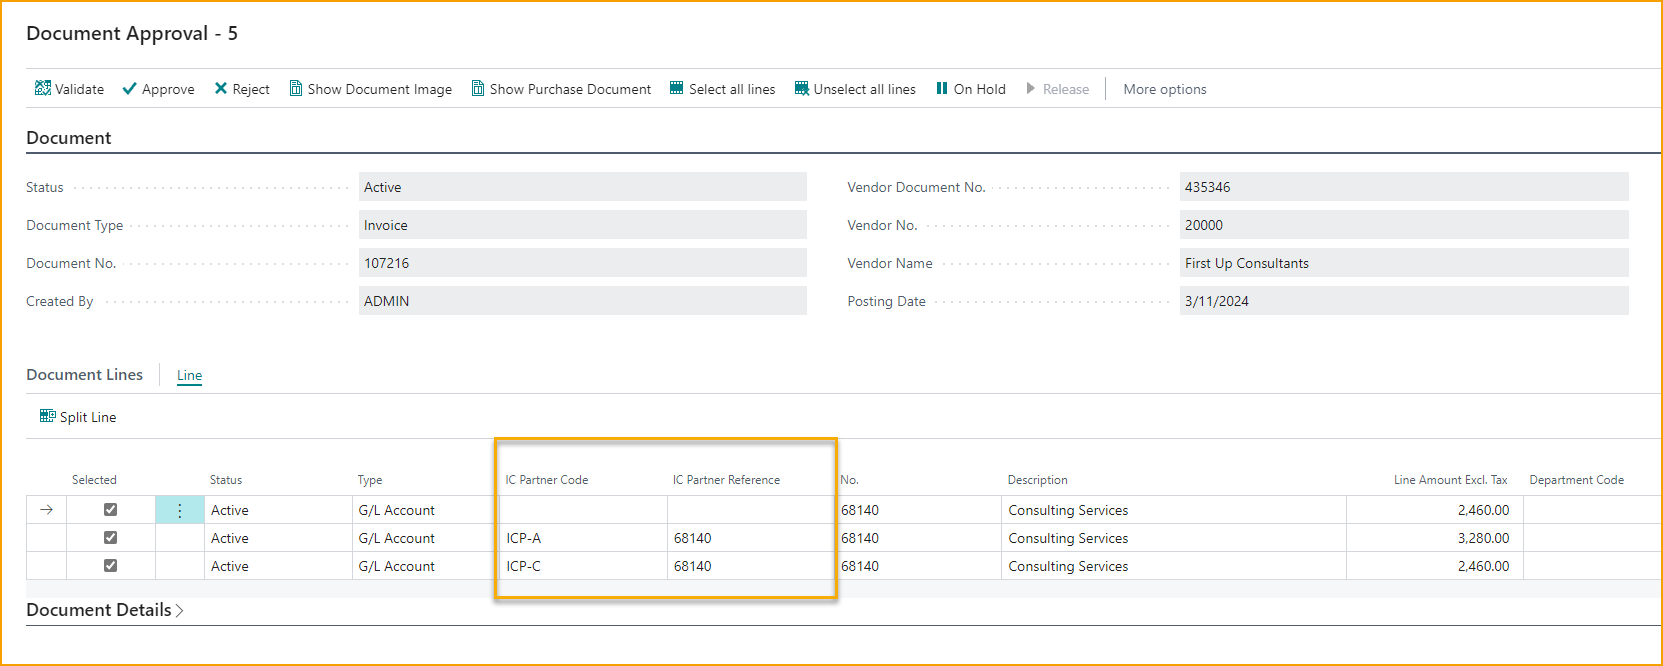 Document Approval - 5
Validate Approve Reject Show Document Image Show Purchase Document Select all lines Unselect all lines On Hold Release More options
Document
Status Active Vendor Document No. 435346
Document Type Invoice Vendor No. 20000
Document No. 107216 Vendor Name First Up Consultants
Created By ADMIN Posting Date 3/11/2024
Document Lines Line
Split Line
Selected Status Type IC Partner Code IC Partner Reference No. Description Line Amount Excl. Tax Department Code
Active G/L Account 68140 Consulting Services 2,460.00
Active G/L Account ICP-A 68140 68140 Consulting Services 3,280.00
Active G/L Account ICP-C 68140 68140 Consulting Services 2,460.00
Document Details